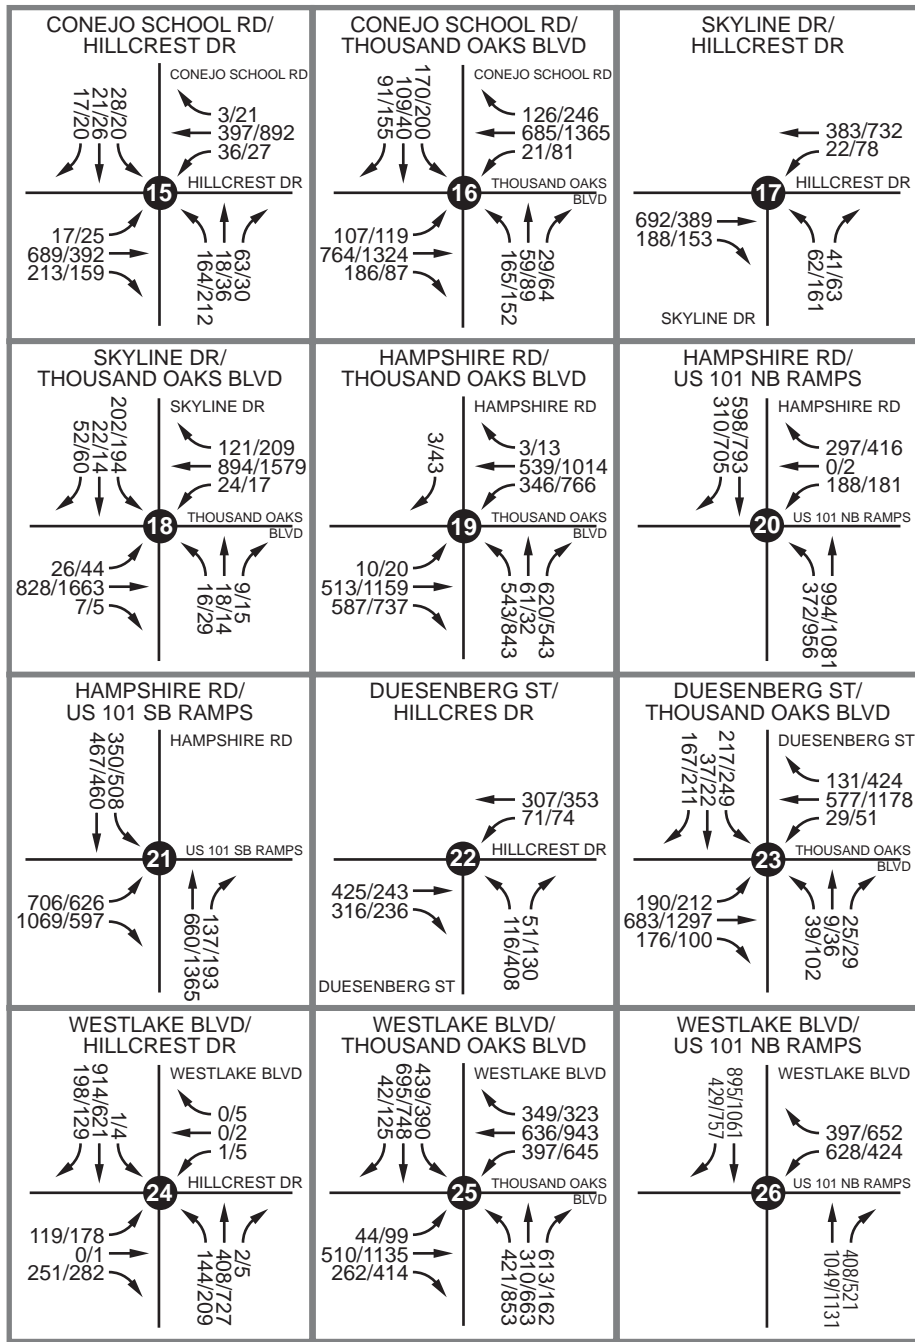 CONEJO SCHOOL RD/
HILLCREST DR
CONEJO SCHOOL RD
17/20
21/26
28/20
3/21
397/892
36/27
15
HILLCREST DR
17/25
689/392
213/159
164/212
18/36
63/30
CONEJO SCHOOL RD/
THOUSAND OAKS BLVD
CONEJO SCHOOL RD
91/155
109/40
170/200
126/246
685/1365
21/81
16
THOUSAND OAKS
BLVD
107/119
764/1324
186/87
165/152
59/89
29/64
SKYLINE DR/
HILLCREST DR
383/732
22/78
17
HILLCREST DR
692/389
188/153
62/161
41/63
SKYLINE DR
SKYLINE DR/
THOUSAND OAKS BLVD
SKYLINE DR
52/60
22/14
202/194
121/209
894/1579
24/17
18
THOUSAND OAKS
BLVD
26/44
828/1663
7/5
16/29
18/14
9/15
HAMPSHIRE RD/
THOUSAND OAKS BLVD
HAMPSHIRE RD
3/43
3/13
539/1014
346/766
19
THOUSAND OAKS
BLVD
10/20
513/1159
587/737
543/843
61/32
620/543
HAMPSHIRE RD/
US 101 NB RAMPS
HAMPSHIRE RD
310/705
598/793
297/416
0/2
188/181
20
US 101 NB RAMPS
372/956
994/1081
HAMPSHIRE RD/
US 101 SB RAMPS
HAMPSHIRE RD
467/460
350/508
21
US 101 SB RAMPS
706/626
1069/597
660/1365
137/193
DUESENBERG ST/
HILLCRES DR
307/353
71/74
22
HILLCREST DR
425/243
316/236
116/408
51/130
DUESENBERG ST
DUESENBERG ST/
THOUSAND OAKS BLVD
DUESENBERG ST
167/211
37/22
217/249
131/424
577/1178
29/51
23
THOUSAND OAKS
BLVD
190/212
683/1297
176/100
39/102
9/36
25/29
WESTLAKE BLVD/
HILLCREST DR
WESTLAKE BLVD
198/129
914/621
1/4
0/5
0/2
1/5
24
HILLCREST DR
119/178
0/1
251/282
144/209
408/727
2/5
WESTLAKE BLVD/
THOUSAND OAKS BLVD
WESTLAKE BLVD
42/125
695/748
439/390
349/323
636/943
397/645
25
THOUSAND OAKS
BLVD
44/99
510/1135
262/414
421/853
310/663
613/162
WESTLAKE BLVD/
US 101 NB RAMPS
WESTLAKE BLVD
429/757
895/1061
397/652
628/424
26
US 101 NB RAMPS
1049/1131
408/521